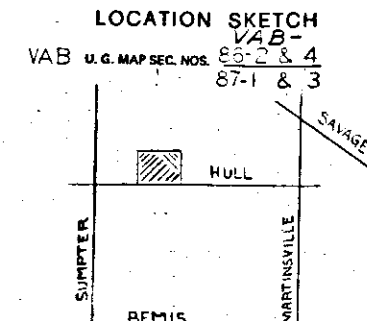 LOCATION SKETCH
VAB-
VAB U. G. MAP SEC. NOS. 86-2 & 4
87-1 & 3
SAVAGE
HULL
SUMPTER
MARTINSVILLE
BEMIS